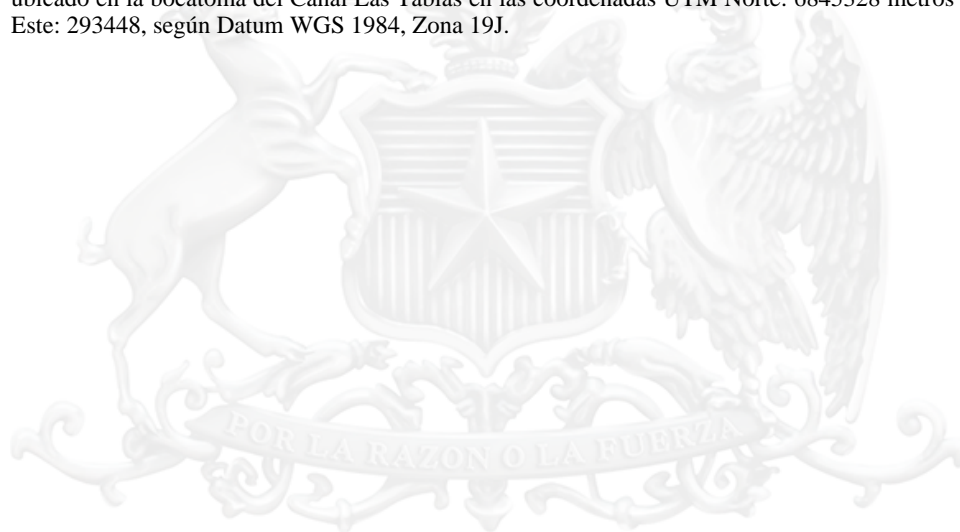 ubicado en la bocatoma del Canal Las Tablas en las coordenadas UTM Norte: 6845328 metros
Este: 293448, según Datum WGS 1984, Zona 19J.
POR LA RAZON O LA FUERZA